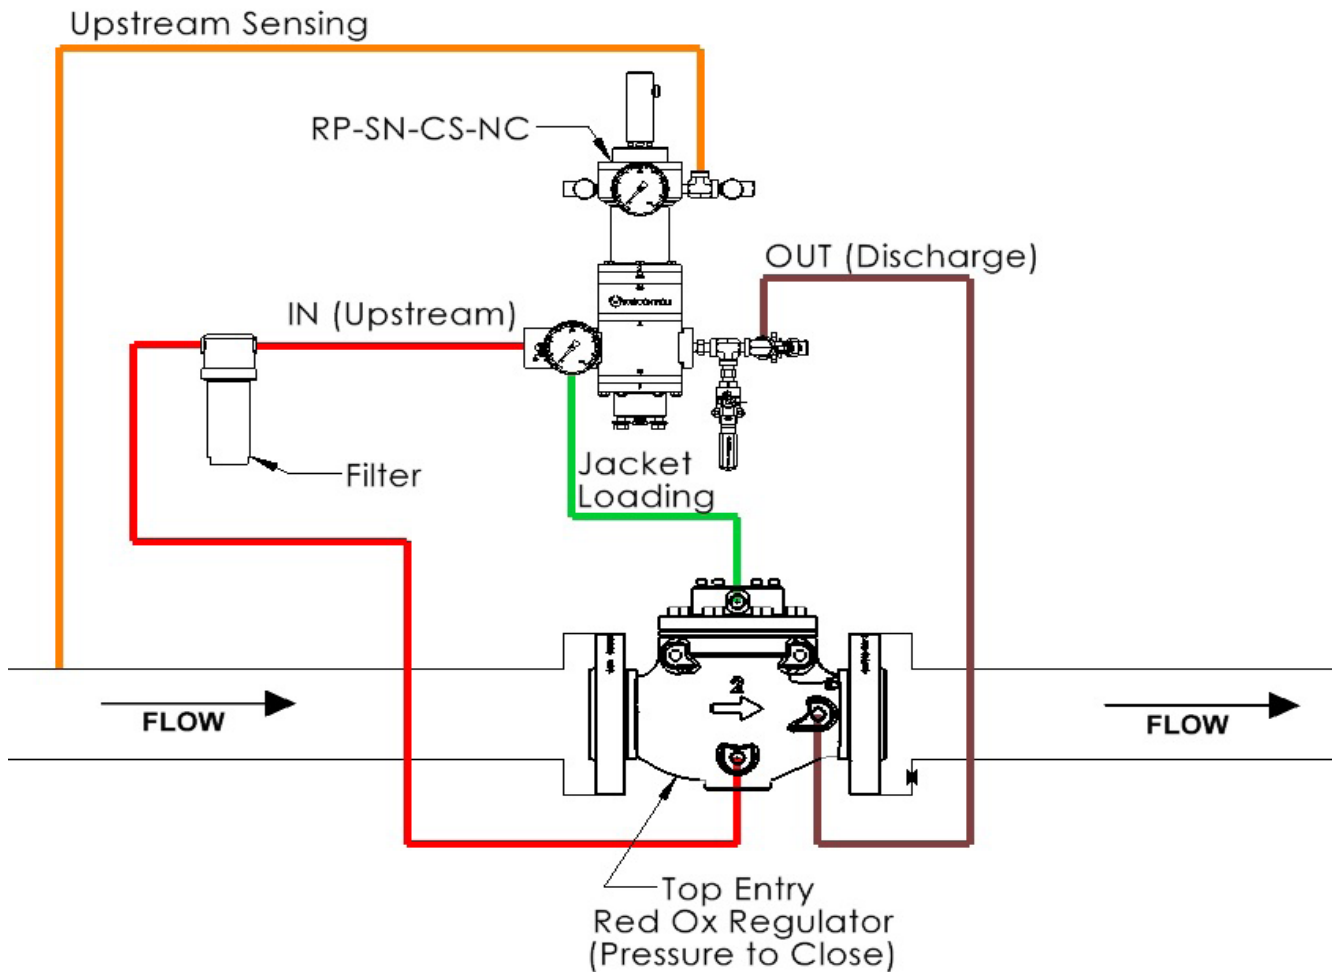 Upstream Sensing
RP-SN-CS-NC
OUT (Discharge)
IN (Upstream)
Filter
Jacket
Loading
FLOW
FLOW
Top Entry
Red Ox Regulator
(Pressure to Close)